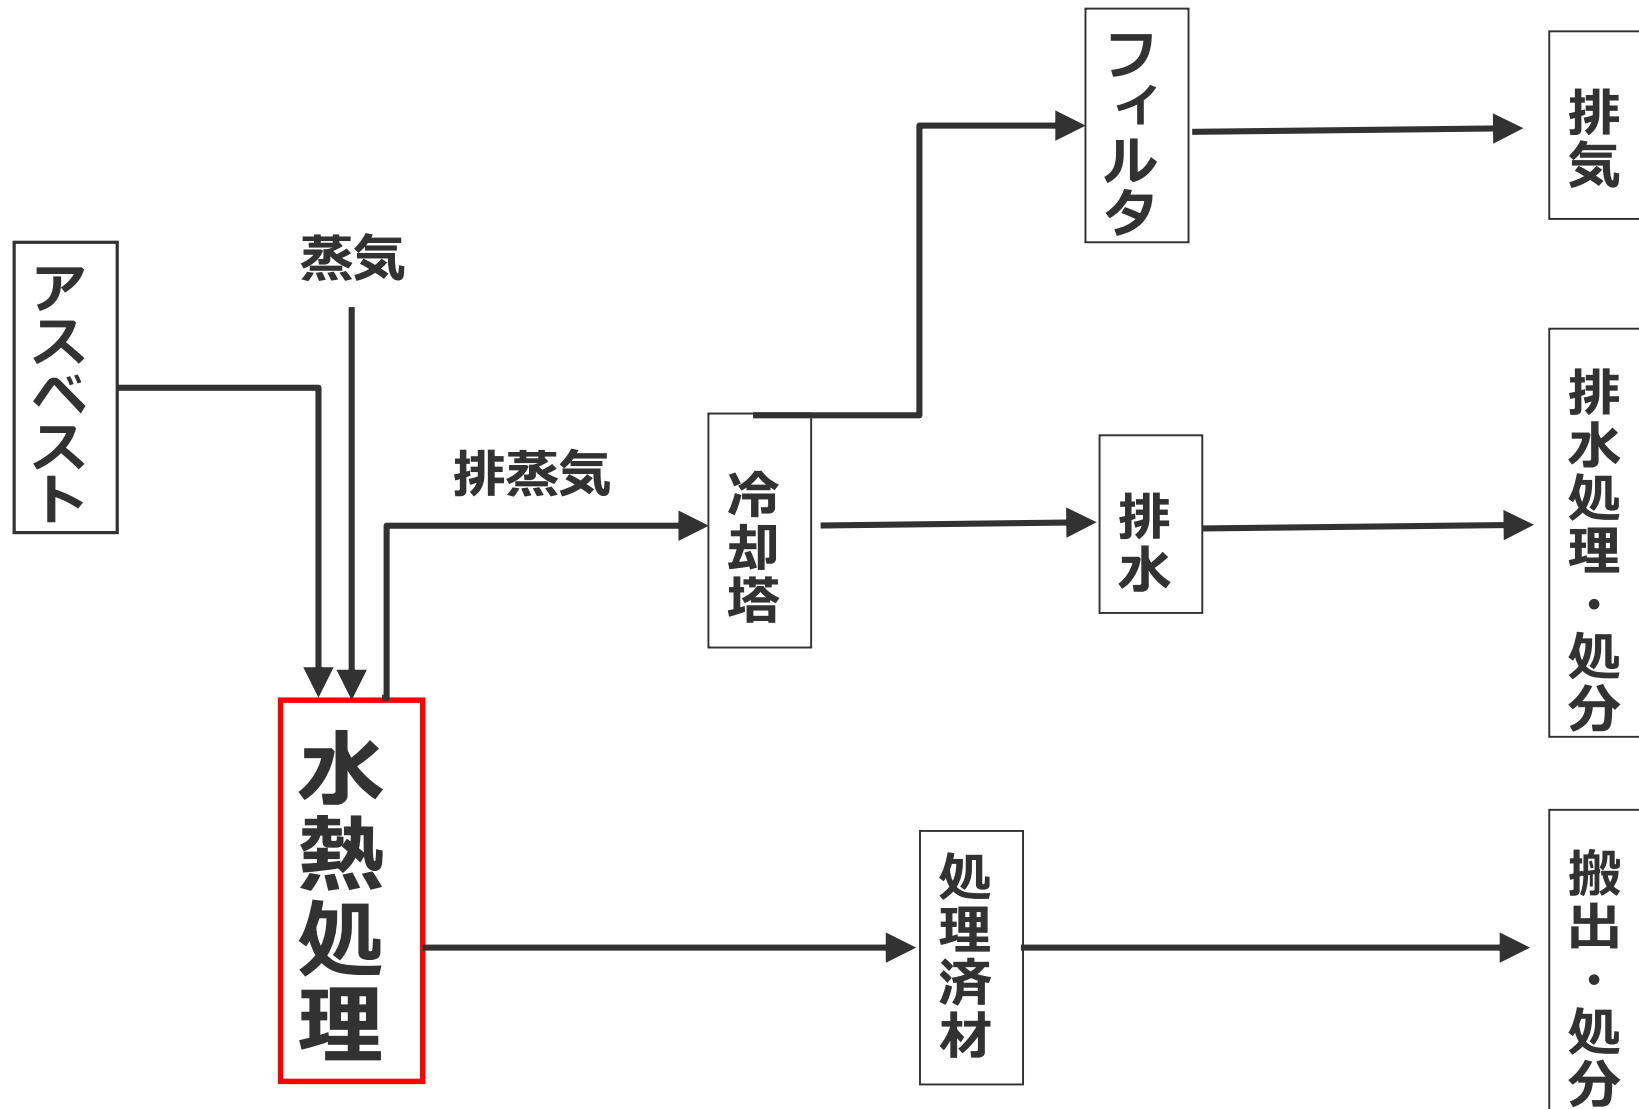 アスベスト
蒸気
水熱処理
排蒸気
冷却塔
フィルタ
排気
排水
排水処理・処分
処理済材
搬出・処分